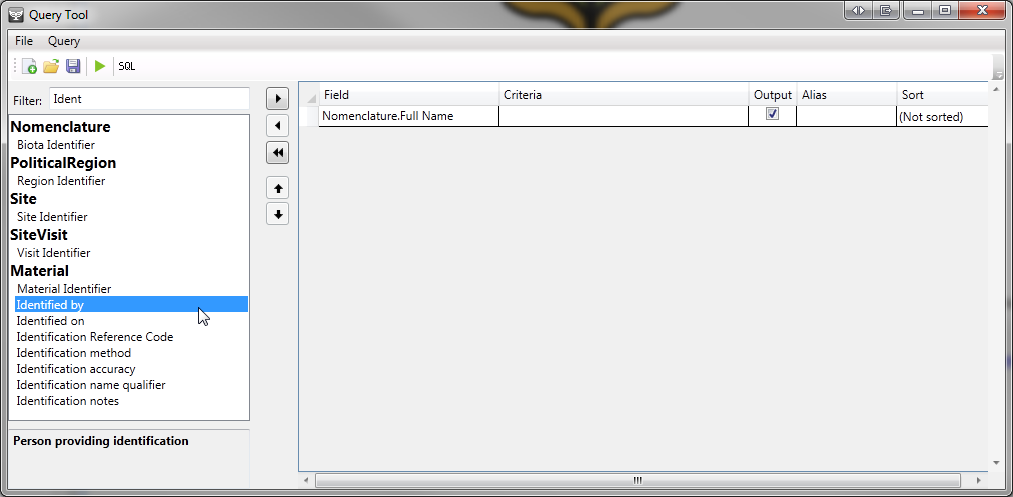 Query Tool
File Query
SQL
Filter: Ident
Nomenclature
Biota Identifier
PoliticalRegion
Region Identifier
Site
Site Identifier
SiteVisit
Visit Identifier
Material
Material Identifier
Identified by
Identified on
Identification Reference Code
Identification method
Identification accuracy
Identification name qualifier
Identification notes
Person providing identification
Field Criteria Output Alias Sort
Nomenclature.Full Name (Not sorted)